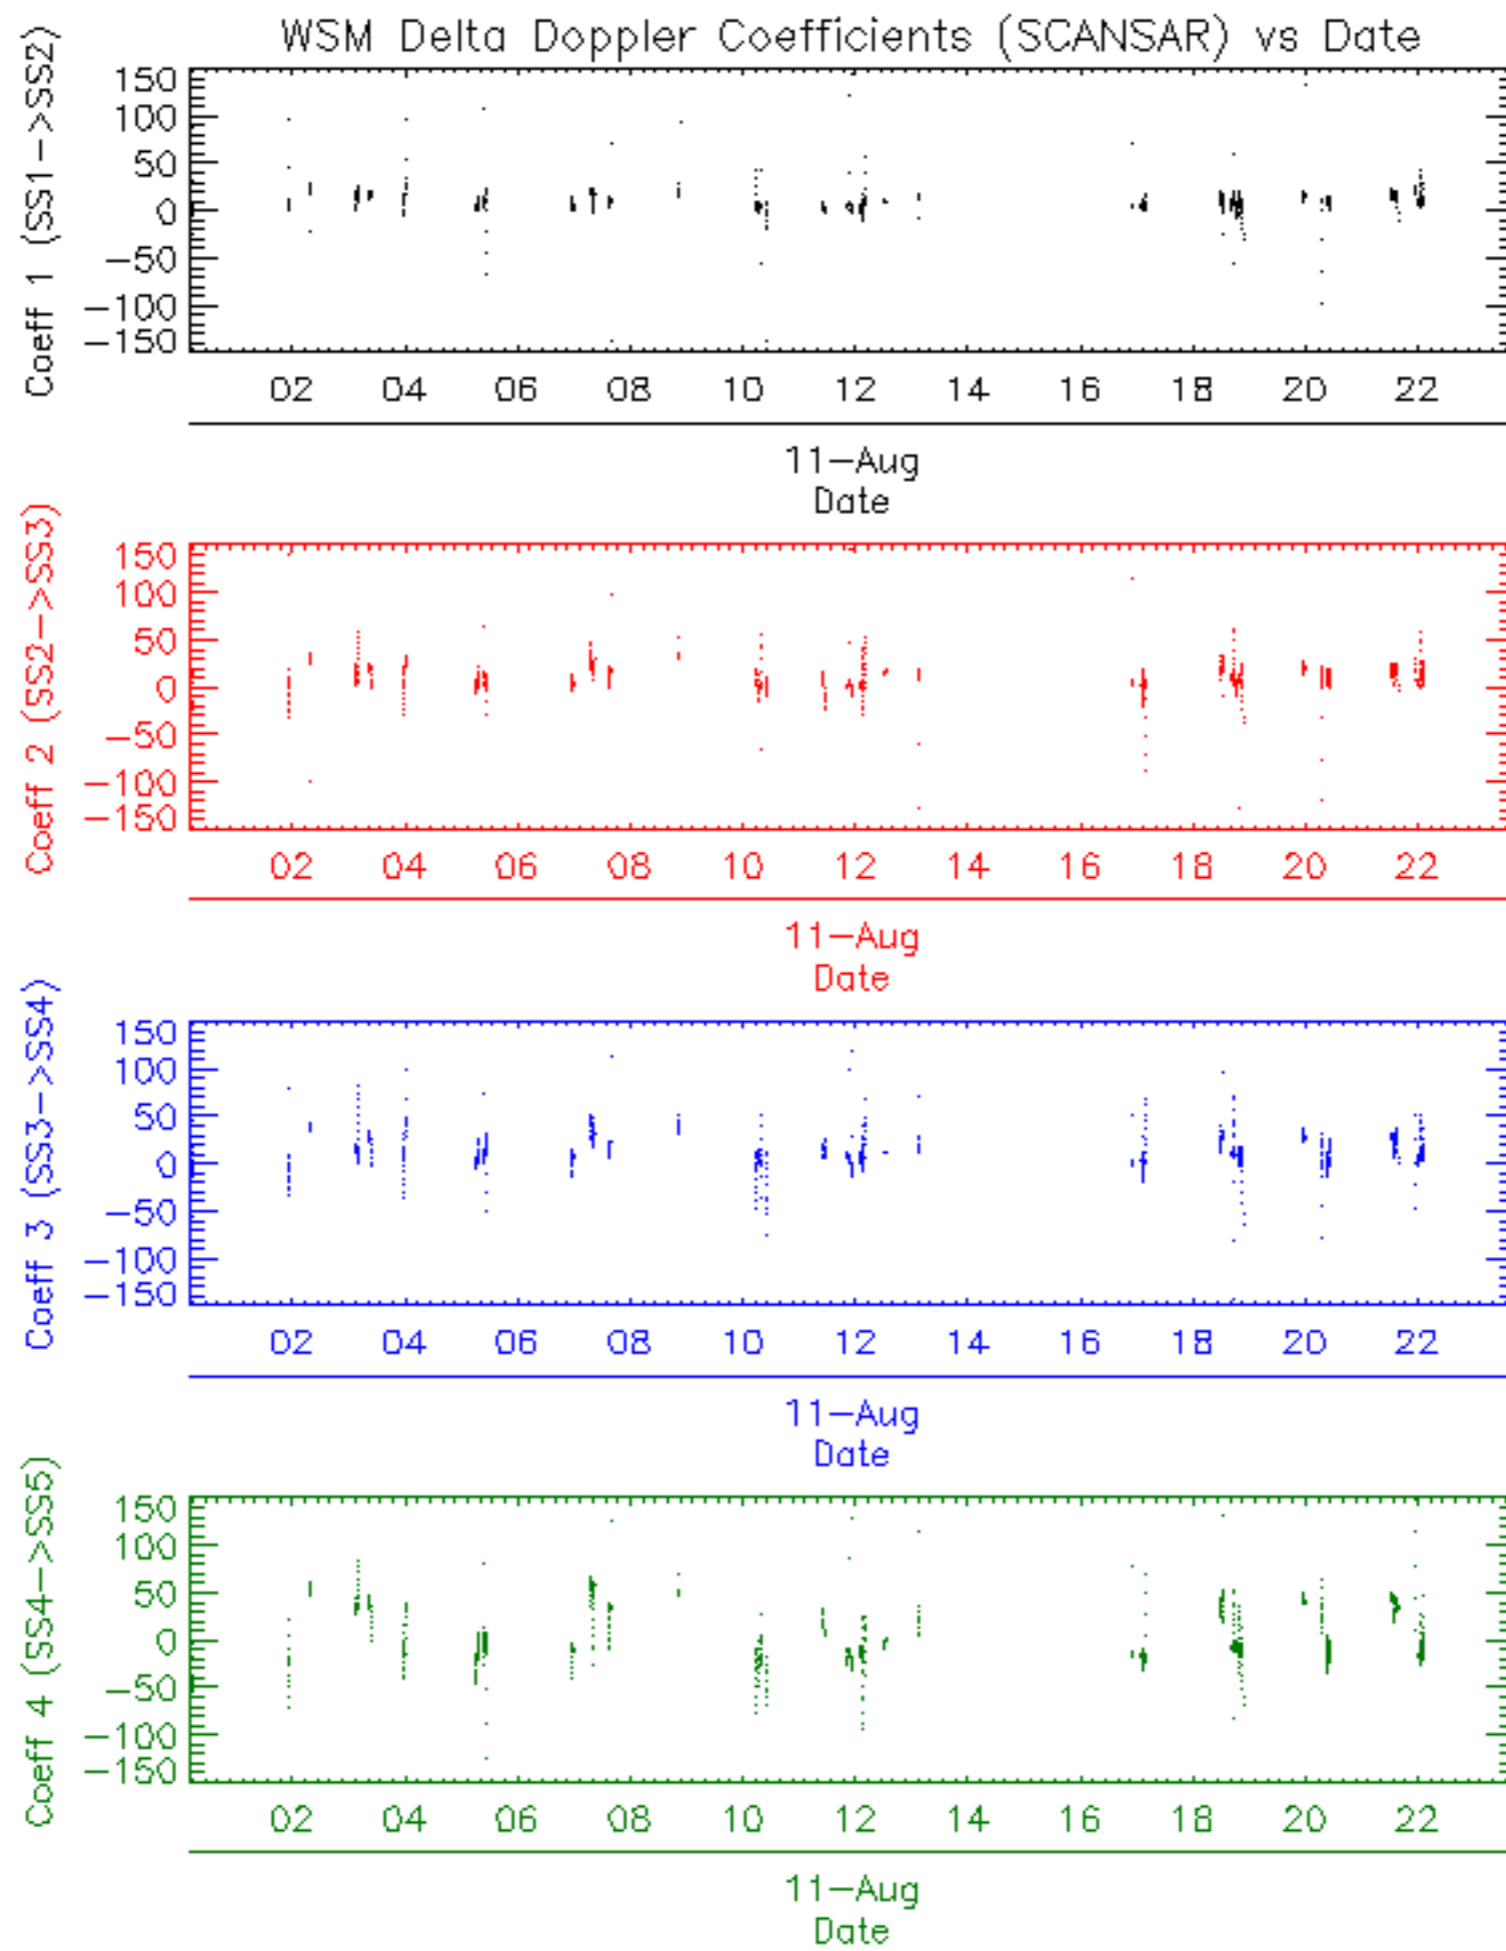 WSM Delta Doppler Coefficients (SCANSAR) vs Date
Coeff 1 (SS1->SS2)
150
100
50
0
-50
-100
-150
02 04 06 08 10 12 14 16 18 20 22
11-Aug
Date
Coeff 2 (SS2->SS3)
150
100
50
0
-50
-100
-150
02 04 06 08 10 12 14 16 18 20 22
11-Aug
Date
Coeff 3 (SS3->SS4)
150
100
50
0
-50
-100
-150
02 04 06 08 10 12 14 16 18 20 22
11-Aug
Date
Coeff 4 (SS4->SS5)
150
100
50
0
-50
-100
-150
02 04 06 08 10 12 14 16 18 20 22
11-Aug
Date